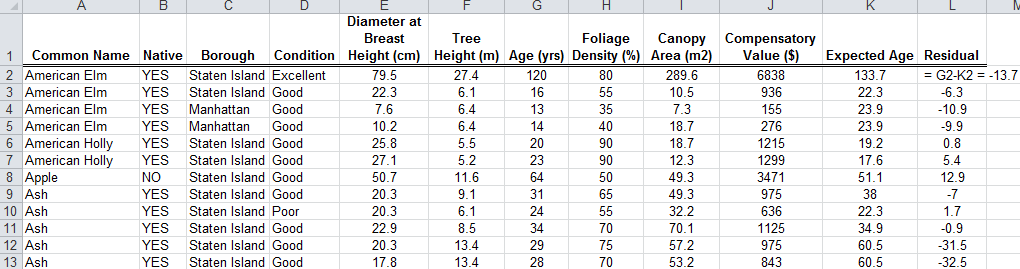 A B C D E F G H I J K L M
1 Common Name Native Borough Condition Diameter at Breast Height (cm) Tree Height (m) Age (yrs) Foliage Density (%) Canopy Area (m2) Compensatory Value ($) Expected Age Residual
2 American Elm YES Staten Island Excellent 79.5 27.4 120 80 289.6 6838 133.7 = G2-K2 = -13.7
3 American Elm YES Staten Island Good 22.3 6.1 16 55 10.5 936 22.3 -6.3
4 American Elm YES Manhattan Good 7.6 6.4 13 35 7.3 155 23.9 -10.9
5 American Elm YES Manhattan Good 10.2 6.4 14 40 18.7 276 23.9 -9.9
6 American Holly YES Staten Island Good 25.8 5.5 20 90 18.7 1215 19.2 0.8
7 American Holly YES Staten Island Good 27.1 5.2 23 90 12.3 1299 17.6 5.4
8 Apple NO Staten Island Good 50.7 11.6 64 50 49.3 3471 51.1 12.9
9 Ash YES Staten Island Good 20.3 9.1 31 65 49.3 975 38 -7
10 Ash YES Staten Island Poor 20.3 6.1 24 55 32.2 636 22.3 1.7
11 Ash YES Staten Island Good 22.9 8.5 34 70 70.1 1125 34.9 -0.9
12 Ash YES Staten Island Good 20.3 13.4 29 75 57.2 975 60.5 -31.5
13 Ash YES Staten Island Good 17.8 13.4 28 70 53.2 843 60.5 -32.5